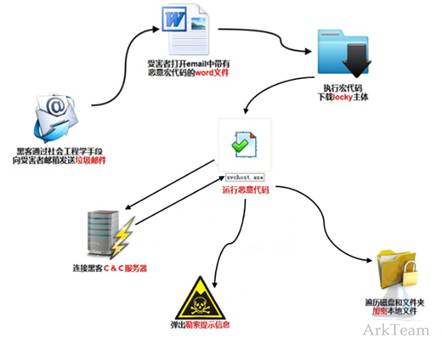 受害者打开email中带有
恶意宏代码的word文件
执行宏代码
下载locky主体
黑客通过社会工程学手段
向受害者邮箱发送垃圾邮件
svchost.exe
运行恶意代码
连接黑客C & C服务器
弹出勒索提示信息
遍历磁盘和文件夹
加密本地文件
ArkTeam